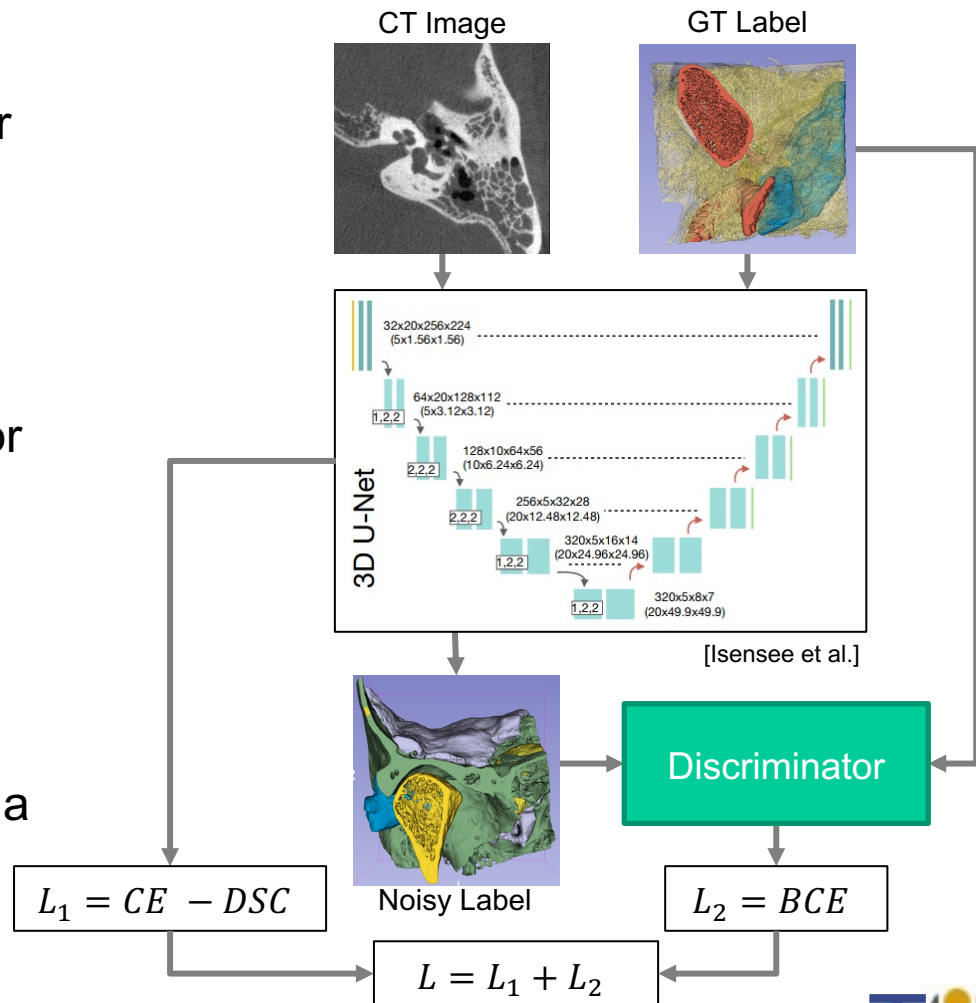 CT Image
GT Label
r
32x20x256x224
(5x1.56x1.56)
64x20x128x112
(5x3.12x3.12)
1,2,2
or
128x10x64x56
(10x6.24x6.24)
2,2,2
256x5x32x28
(20x12.48x12.48)
2,2,2
320x5x16x14
(20x24.96x24.96)
1,2,2
320x5x8x7
(20x49.9x49.9)
1,2,2
3D U-Net
[Isensee et al.]
Discriminator
a
Noisy Label
L₁ = CE − DSC
L₂ = BCE
L = L₁ + L₂